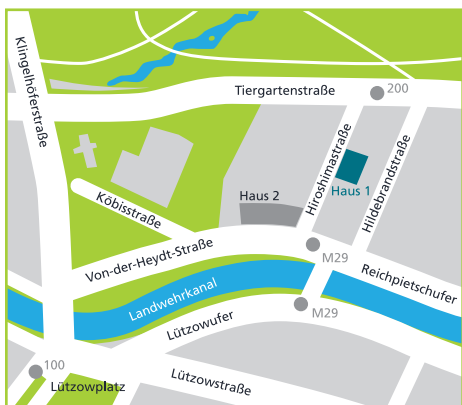 Klingelhöferstraße
Tiergartenstraße
200
Hiroshimastraße
Haus 1
Hildebrandstraße
Köbisstraße
Haus 2
Von-der-Heydt-Straße
M29
Reichpietschufer
Landwehrkanal
M29
Lützowufer
100
Lützowplatz
Lützowstraße